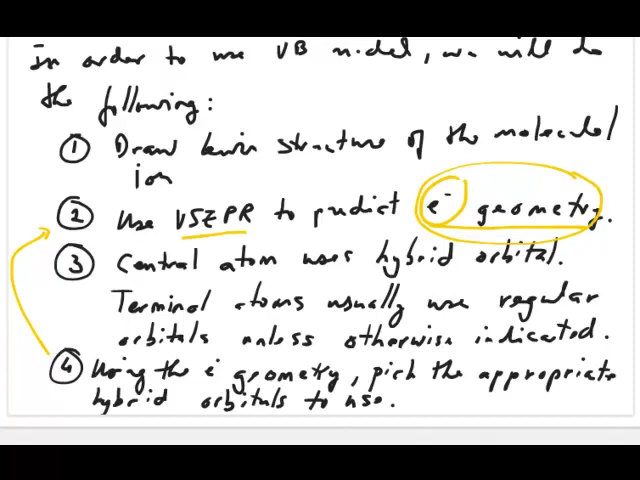 In order to use VB model, we will do
the following:
① Draw Lewis structure of the molecule/
ion
② Use VSEPR to predict e⁻ geometry.
③ Central atom uses hybrid orbital.
Terminal atoms usually use regular
orbitals unless otherwise indicated.
④ Using the e⁻ geometry, pick the appropriate
hybrid orbitals to use.